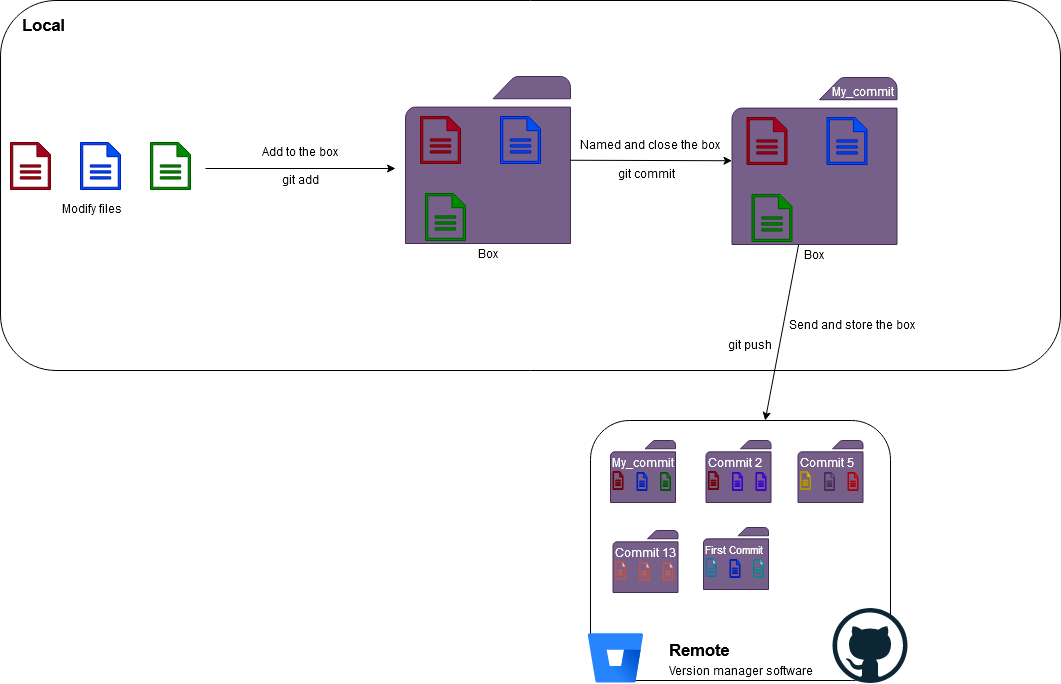 Local
My_commit
Add to the box
git add
Named and close the box
git commit
Modify files
Box
Box
Send and store the box
git push
My_commit
Commit 2
Commit 5
Commit 13
First Commit
Remote
Version manager software